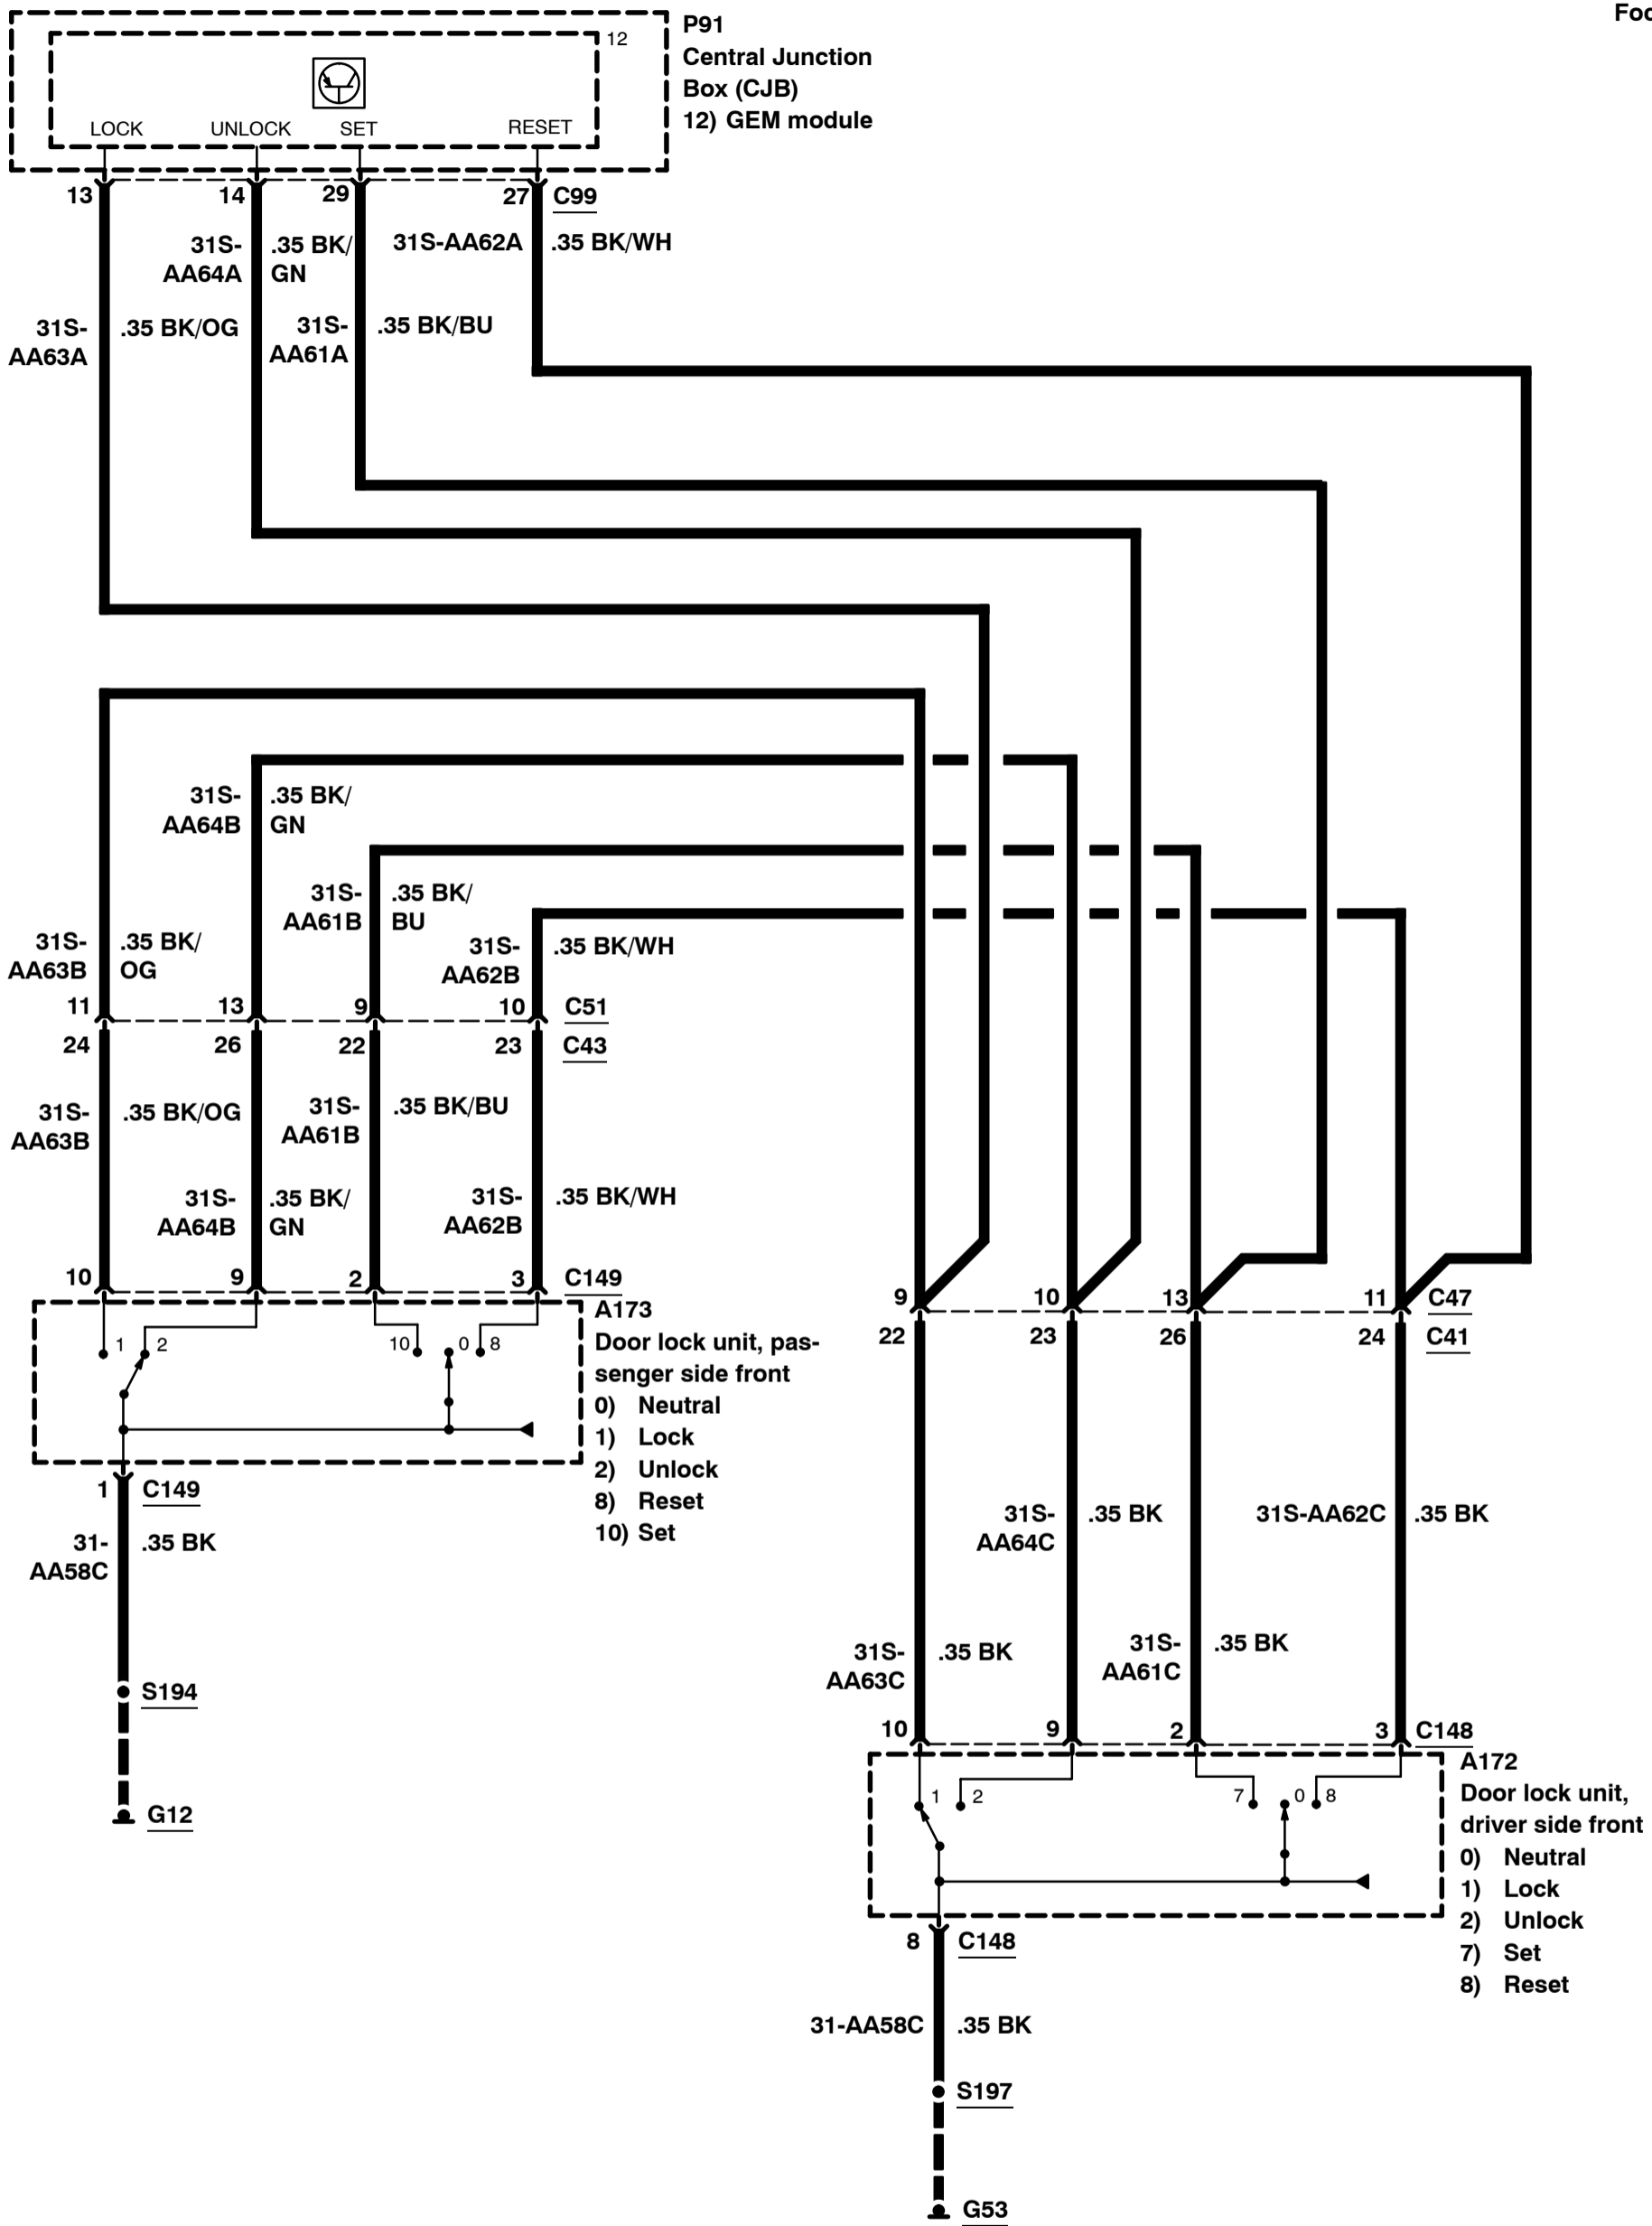 Foc
P91
Central Junction
Box (CJB)
12) GEM module
12
LOCK UNLOCK SET RESET
13 14 29 27 C99
31S-
AA64A
.35 BK/
GN
31S-AA62A .35 BK/WH
31S-
AA63A
.35 BK/OG
31S-
AA61A
.35 BK/BU
31S-
AA64B
.35 BK/
GN
31S-
AA61B
.35 BK/
BU
31S-
AA63B
.35 BK/
OG
31S-
AA62B
.35 BK/WH
11 13 9 10 C51
24 26 22 23 C43
31S-
AA63B
.35 BK/OG
31S-
AA61B
.35 BK/BU
31S-
AA64B
.35 BK/
GN
31S-
AA62B
.35 BK/WH
10 9 2 3 C149
1 2 10 0 8
A173
Door lock unit, pas-
senger side front
0) Neutral
1) Lock
2) Unlock
8) Reset
10) Set
1 C149
31-
AA58C
.35 BK
S194
G12
9 10 13 11 C47
22 23 26 24 C41
31S-
AA64C
.35 BK
31S-AA62C .35 BK
31S-
AA63C
.35 BK
31S-
AA61C
.35 BK
10 9 2 3 C148
1 2 7 0 8
A172
Door lock unit,
driver side front
0) Neutral
1) Lock
2) Unlock
7) Set
8) Reset
8 C148
31-AA58C .35 BK
S197
G53